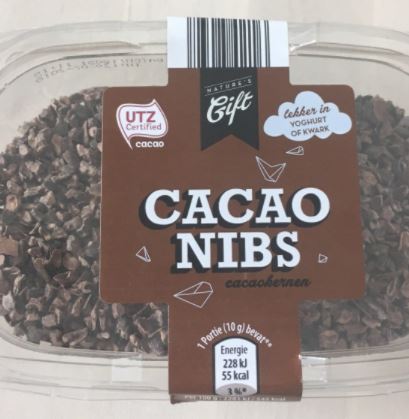 NATURE'S
Gift
UTZ
Certified
cacao
lekker in
YOGHURT
OF KWARK
CACAO
NIBS
cacaokernen
1 Portie (10 g) bevat**
Energie
228 kJ
55 kcal
3 %*